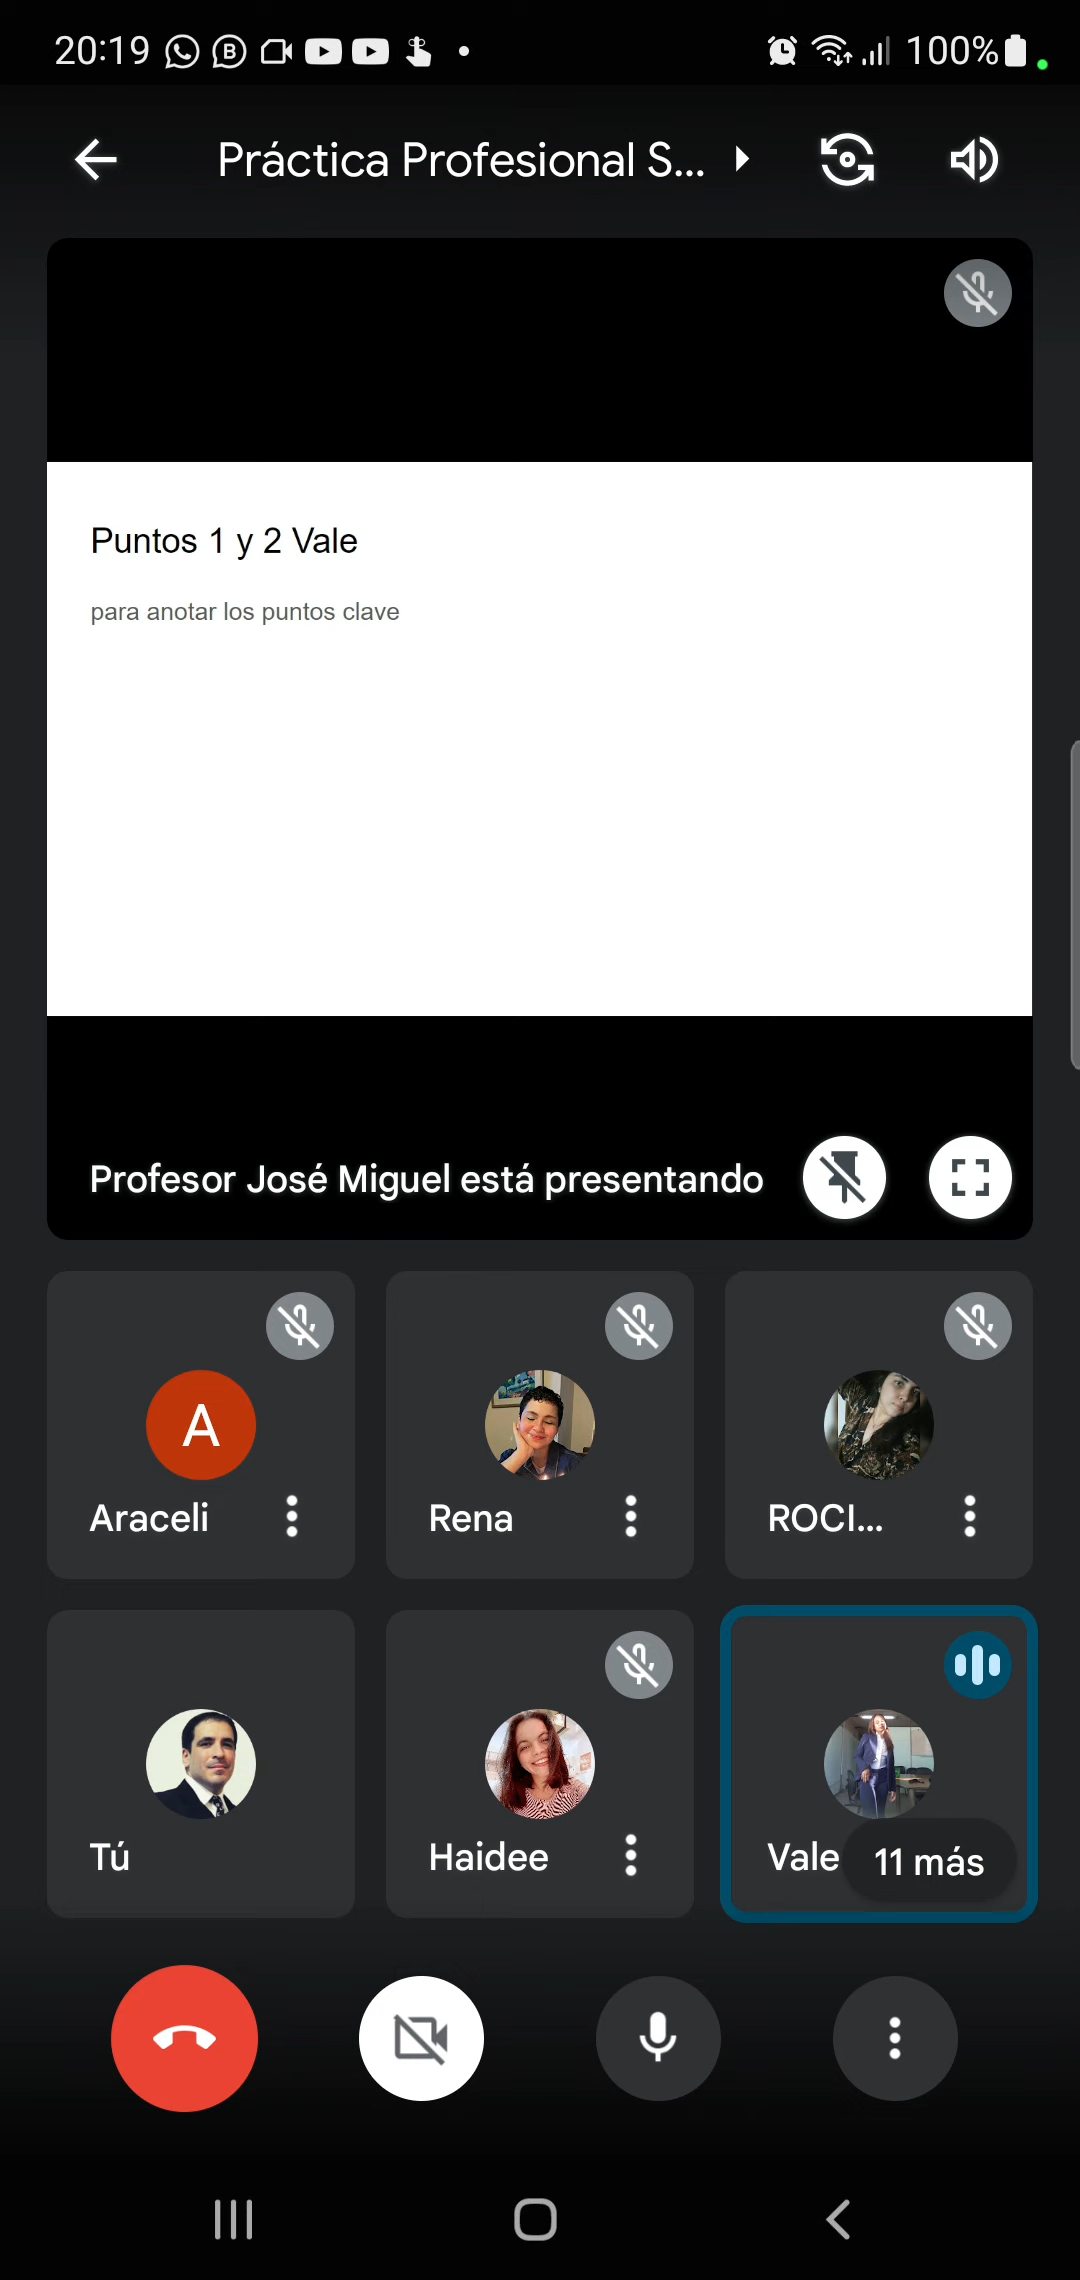 20:19
100%
Práctica Profesional S...
Puntos 1 y 2 Vale
para anotar los puntos clave
Profesor José Miguel está presentando
A
Araceli
Rena
ROCI...
Tú
Haidee
Vale
11 más